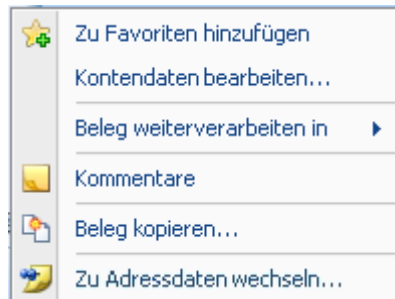 Zu Favoriten hinzufügen
Kontendaten bearbeiten...
Beleg weiterverarbeiten in
Kommentare
Beleg kopieren...
Zu Adressdaten wechseln...